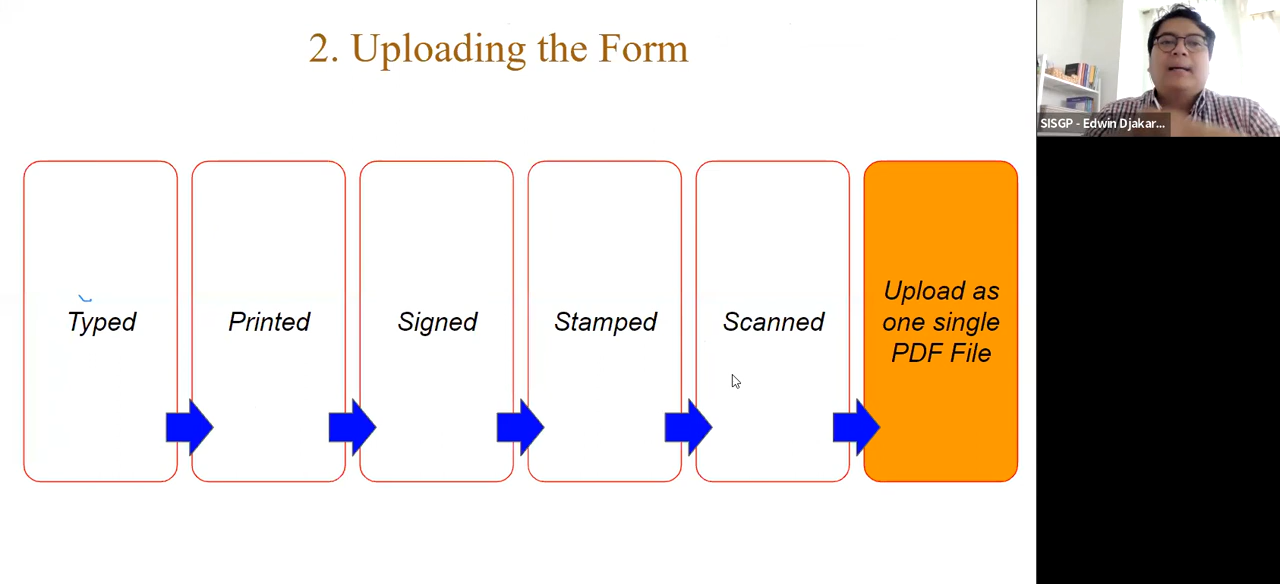 2. Uploading the Form
SISGP - Edwin Djakar...
Typed
Printed
Signed
Stamped
Scanned
Upload as
one single
PDF File